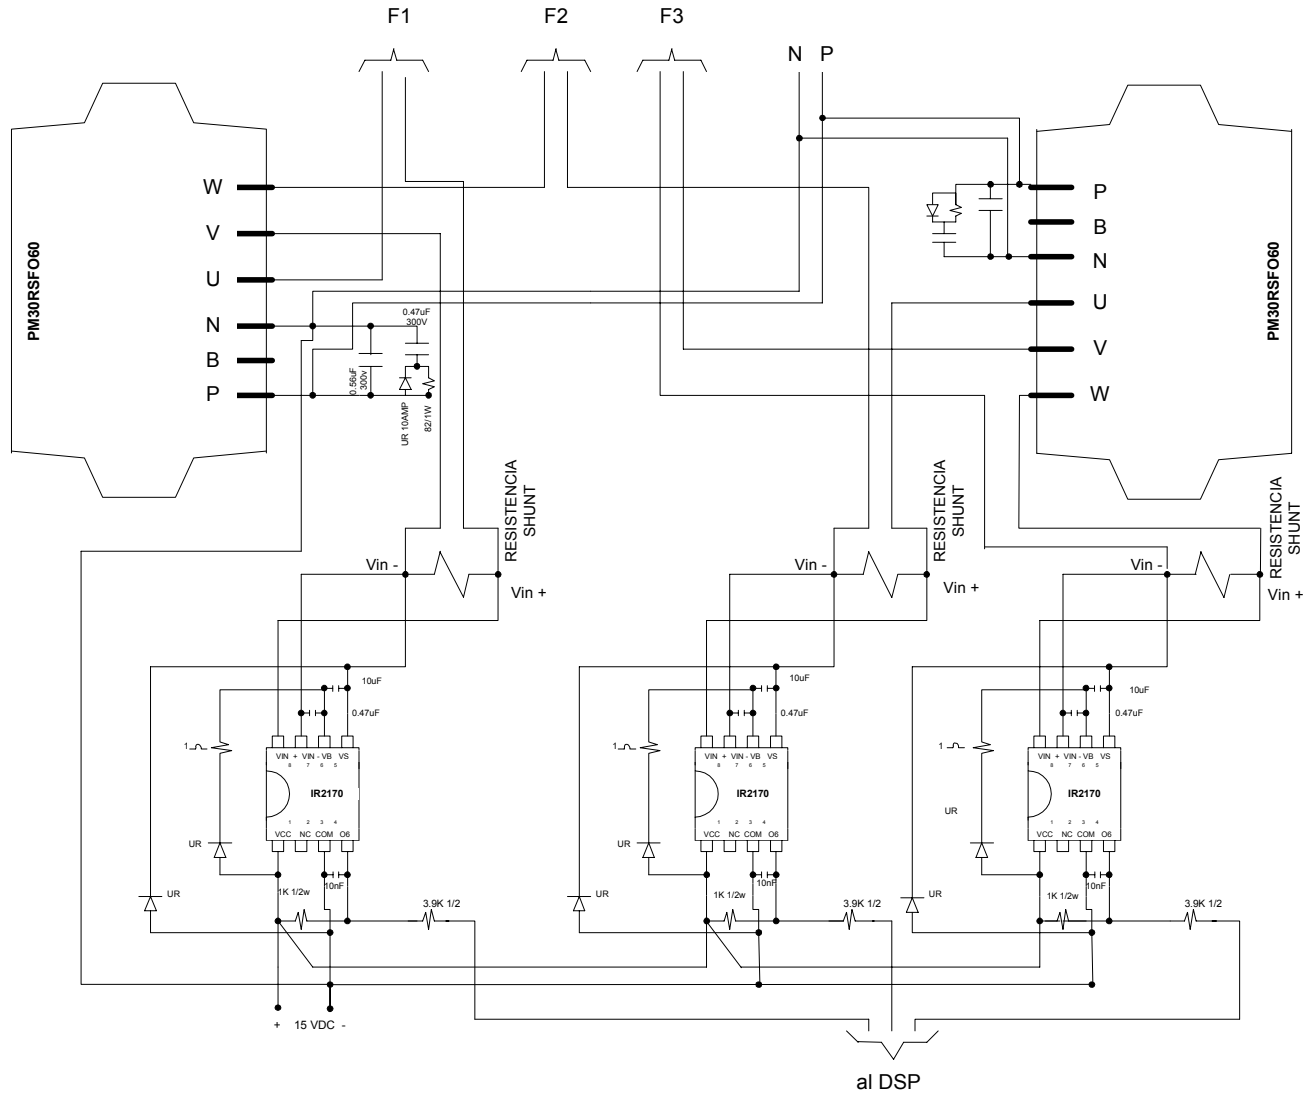 F1
F2
F3
N P
PM30RSFO60
W
V
U
N
B
P
0.47uF
300V
0.56uF
300v
UR 10AMP
82/1W
P
B
N
U
V
W
PM30RSFO60
RESISTENCIA
SHUNT
Vin -
Vin +
RESISTENCIA
SHUNT
Vin -
Vin +
RESISTENCIA
SHUNT
Vin -
Vin +
10uF
0.47uF
1
VIN + VIN - VB VS
8 7 6 5
IR2170
1 2 3 4
VCC NC COM O6
UR
UR
10nF
1K 1/2w
3.9K 1/2
10uF
0.47uF
1
VIN + VIN - VB VS
8 7 6 5
IR2170
1 2 3 4
VCC NC COM O6
UR
UR
10nF
1K 1/2w
3.9K 1/2
10uF
0.47uF
1
VIN + VIN - VB VS
8 7 6 5
IR2170
1 2 3 4
VCC NC COM O6
UR
UR
10nF
1K 1/2w
3.9K 1/2
+ 15 VDC -
al DSP